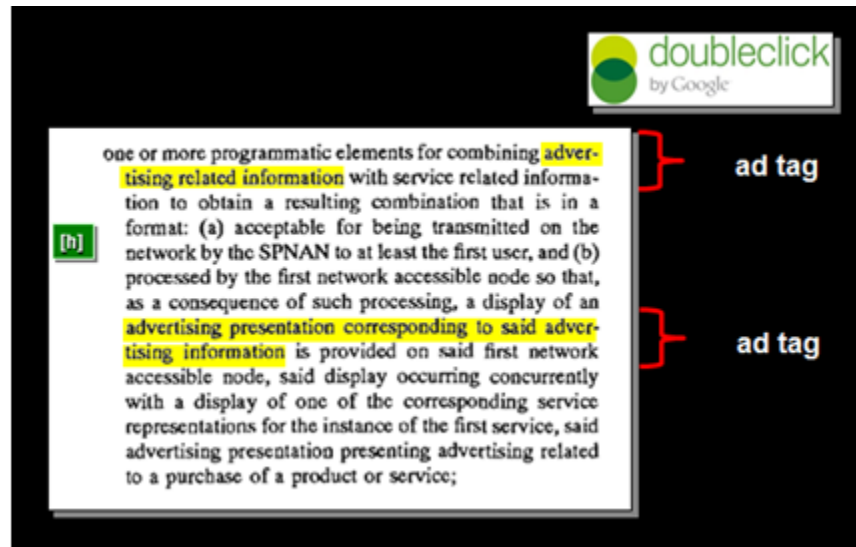 doubleclick
by Google
one or more programmatic elements for combining adver-
tising related information with service related informa-
tion to obtain a resulting combination that is in a
format: (a) acceptable for being transmitted on the
network by the SPNAN to at least the first user, and (b)
processed by the first network accessible node so that,
as a consequence of such processing, a display of an
advertising presentation corresponding to said adver-
tising information is provided on said first network
accessible node, said display occurring concurrently
with a display of one of the corresponding service
representations for the instance of the first service, said
advertising presentation presenting advertising related
to a purchase of a product or service;
[h]
ad tag
ad tag